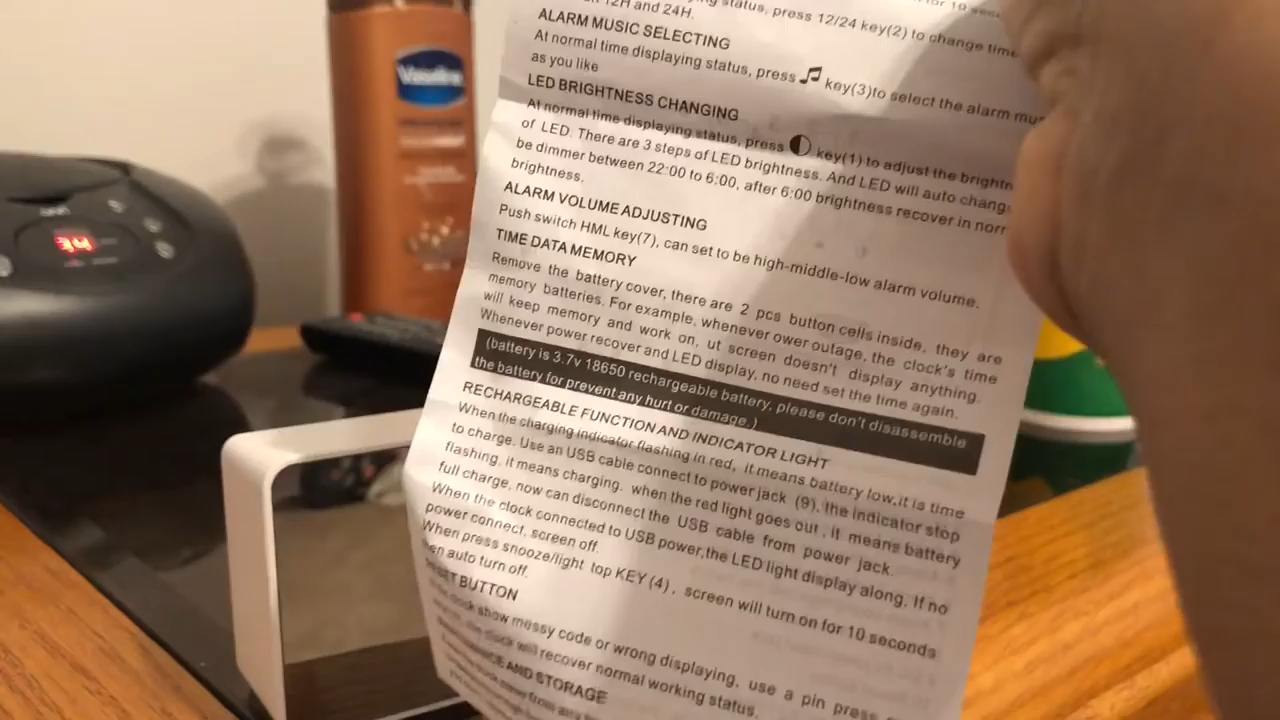 status, press 12/24 key(2) to change time
12H and 24H.
ALARM MUSIC SELECTING
At normal time displaying status, press key(3)to select the alarm mus
as you like
LED BRIGHTNESS CHANGING
At normal time displaying status, press key(1) to adjust the brightn
of LED. There are 3 steps of LED brightness. And LED will auto chang
be dimmer between 22:00 to 6:00, after 6:00 brightness recover in norr
brightness.
ALARM VOLUME ADJUSTING
Push switch HML key(7), can set to be high-middle-low alarm volume.
TIME DATA MEMORY
Remove the battery cover, there are 2 pcs button cells inside, they are
memory batteries. For example, whenever ower outage, the clock's time
will keep memory and work on, ut screen doesn't display anything.
Whenever power recover and LED display, no need set the time again.
(battery is 3.7v 18650 rechargeable battery, please don't disassemble
the battery for prevent any hurt or damage.)
RECHARGEABLE FUNCTION AND INDICATOR LIGHT
When the charging indicator flashing in red, it means battery low.it is time
to charge. Use an USB cable connect to power jack (9), the indicator stop
flashing, it means charging. when the red light goes out , it means battery
full charge, now can disconnect the USB cable from power jack.
When the clock connected to USB power,the LED light display along. If no
power connect, screen off.
When press snooze/light top KEY (4) , screen will turn on for 10 seconds
auto turn off.
BUTTON
clock show messy code or wrong displaying, use a pin press
the clock will recover normal working status.
AND STORAGE
Vaseline